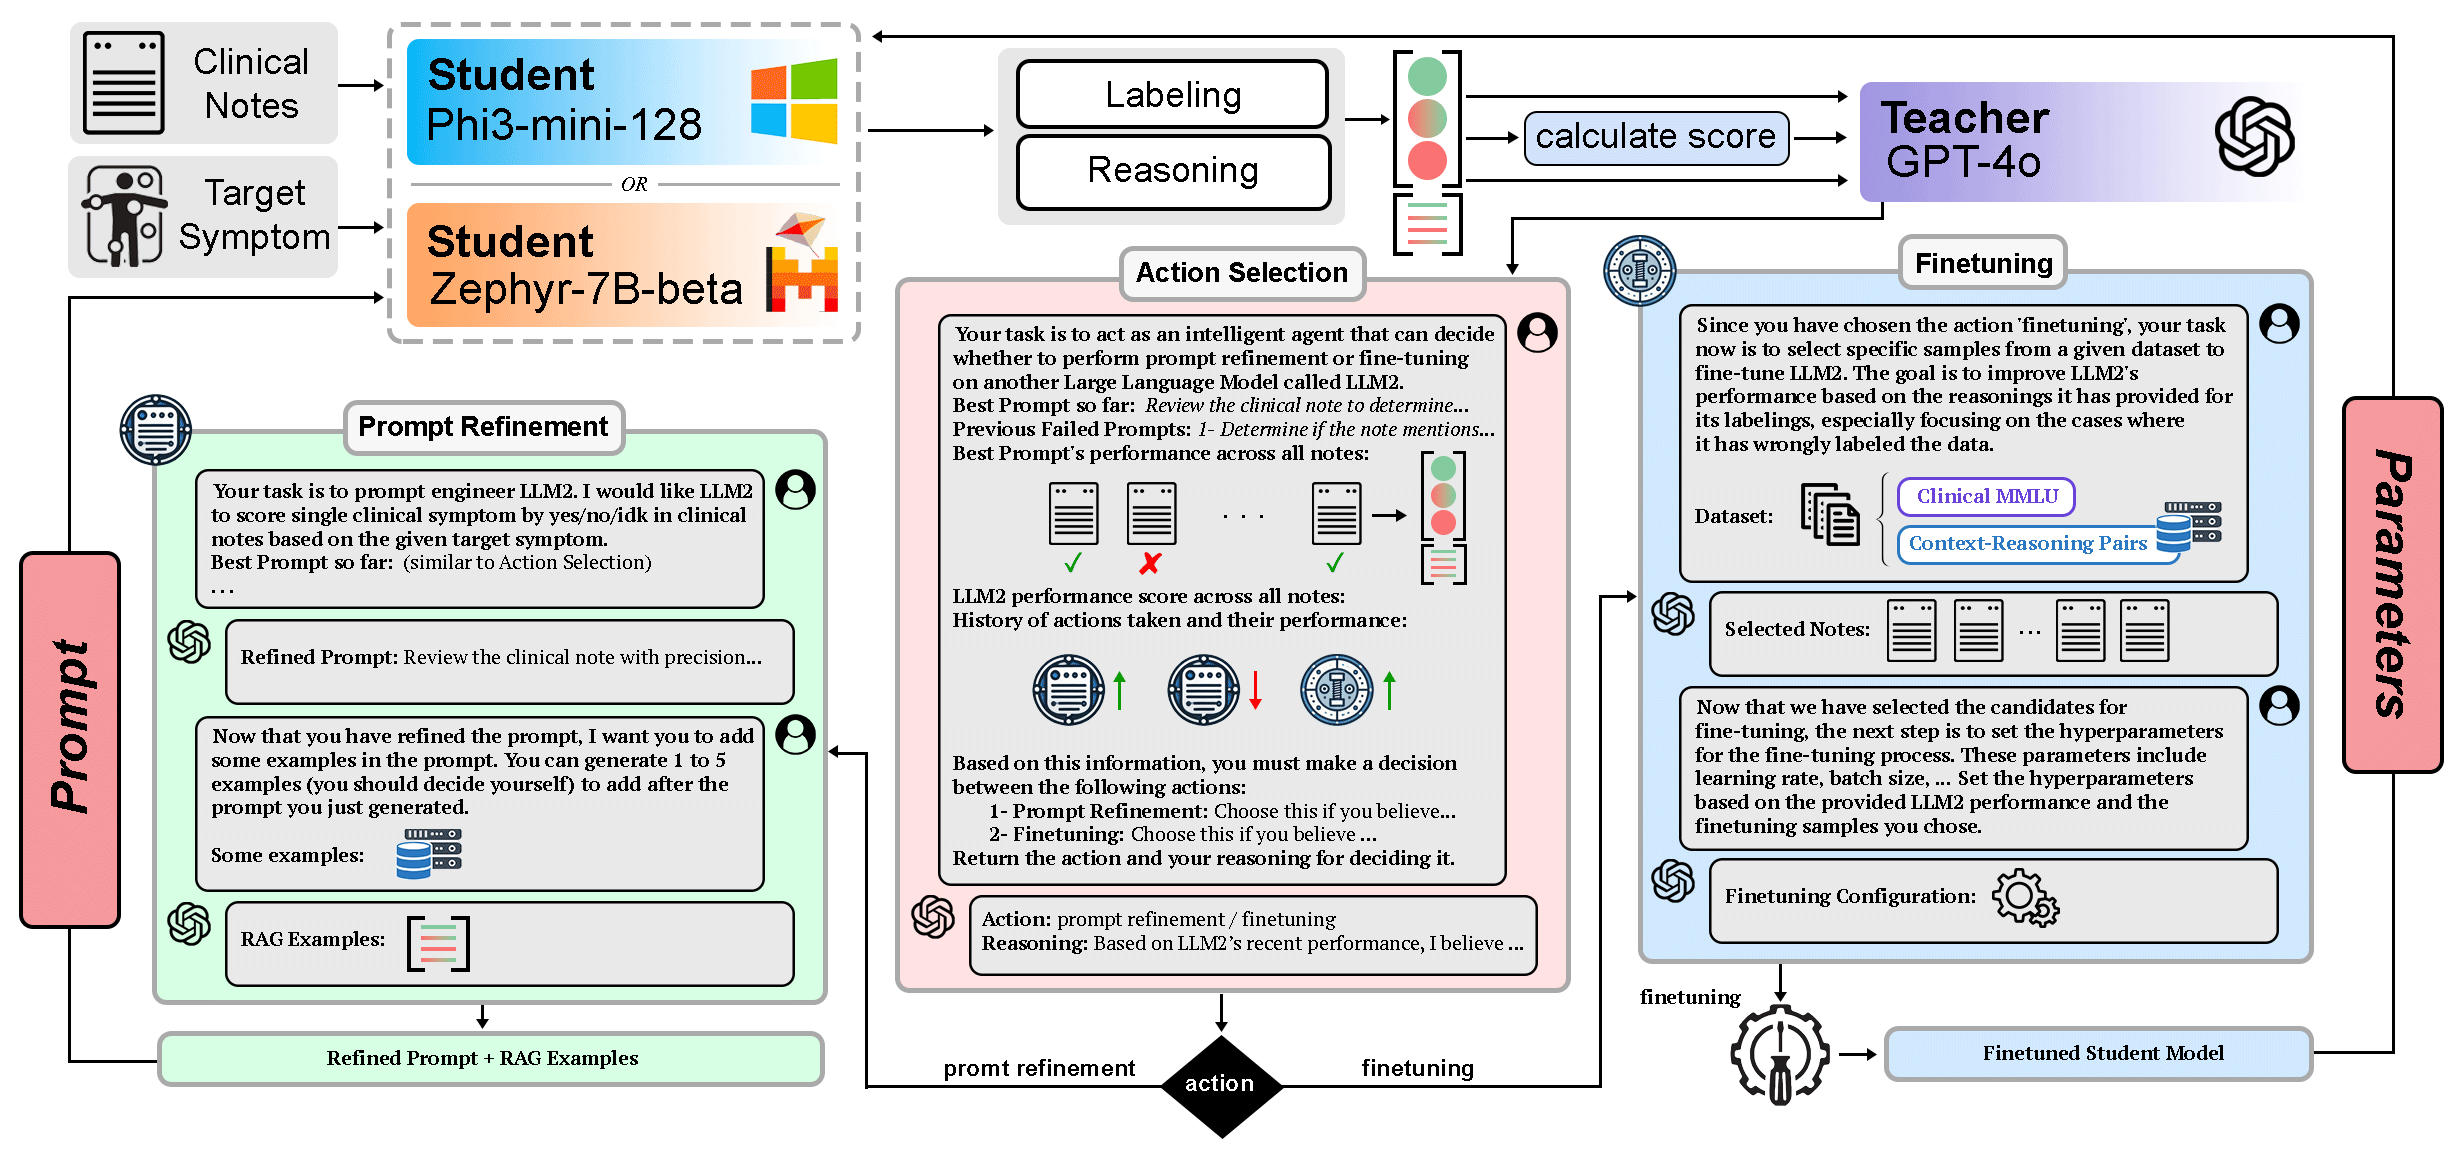 Clinical
Notes
Target
Symptom
Student
Phi3-mini-128
OR
Student
Zephyr-7B-beta
Labeling
Reasoning
calculate score
Teacher
GPT-4o
Prompt
Prompt Refinement
Your task is to prompt engineer LLM2. I would like LLM2
to score single clinical symptom by yes/no/idk in clinical
notes based on the given target symptom.
Best Prompt so far: (similar to Action Selection)
...
Refined Prompt: Review the clinical note with precision...
Now that you have refined the prompt, I want you to add
some examples in the prompt. You can generate 1 to 5
examples (you should decide yourself) to add after the
prompt you just generated.
Some examples:
RAG Examples:
Refined Prompt + RAG Examples
Action Selection
Your task is to act as an intelligent agent that can decide
whether to perform prompt refinement or fine-tuning
on another Large Language Model called LLM2.
Best Prompt so far: Review the clinical note to determine...
Previous Failed Prompts: 1- Determine if the note mentions...
Best Prompt's performance across all notes:
. . .
LLM2 performance score across all notes:
History of actions taken and their performance:
Based on this information, you must make a decision
between the following actions:
1- Prompt Refinement: Choose this if you believe...
2- Finetuning: Choose this if you believe ...
Return the action and your reasoning for deciding it.
Action: prompt refinement / finetuning
Reasoning: Based on LLM2's recent performance, I believe ...
promt refinement
action
finetuning
Finetuning
Since you have chosen the action 'finetuning', your task
now is to select specific samples from a given dataset to
fine-tune LLM2. The goal is to improve LLM2's
performance based on the reasonings it has provided for
its labelings, especially focusing on the cases where
it has wrongly labeled the data.
Dataset:
Clinical MMLU
Context-Reasoning Pairs
Selected Notes:
...
Now that we have selected the candidates for
fine-tuning, the next step is to set the hyperparameters
for the fine-tuning process. These parameters include
learning rate, batch size, ... Set the hyperparameters
based on the provided LLM2 performance and the
finetuning samples you chose.
Finetuning Configuration:
finetuning
Finetuned Student Model
Parameters